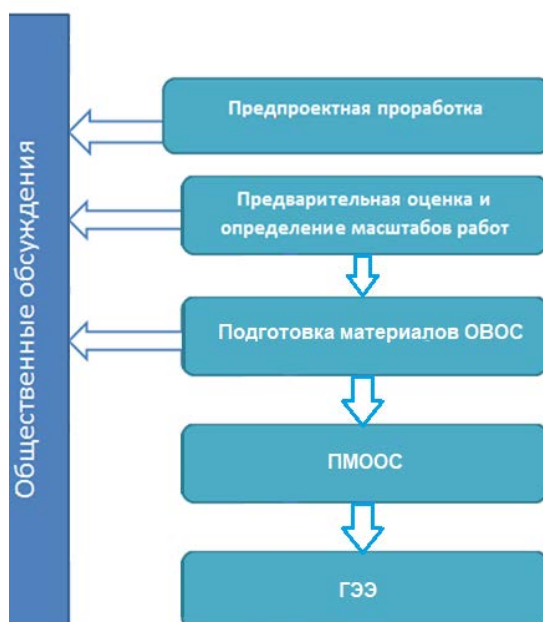 Общественные обсуждения
Предпроектная проработка
Предварительная оценка и
определение масштабов работ
Подготовка материалов ОВОС
ПМООС
ГЭЭ